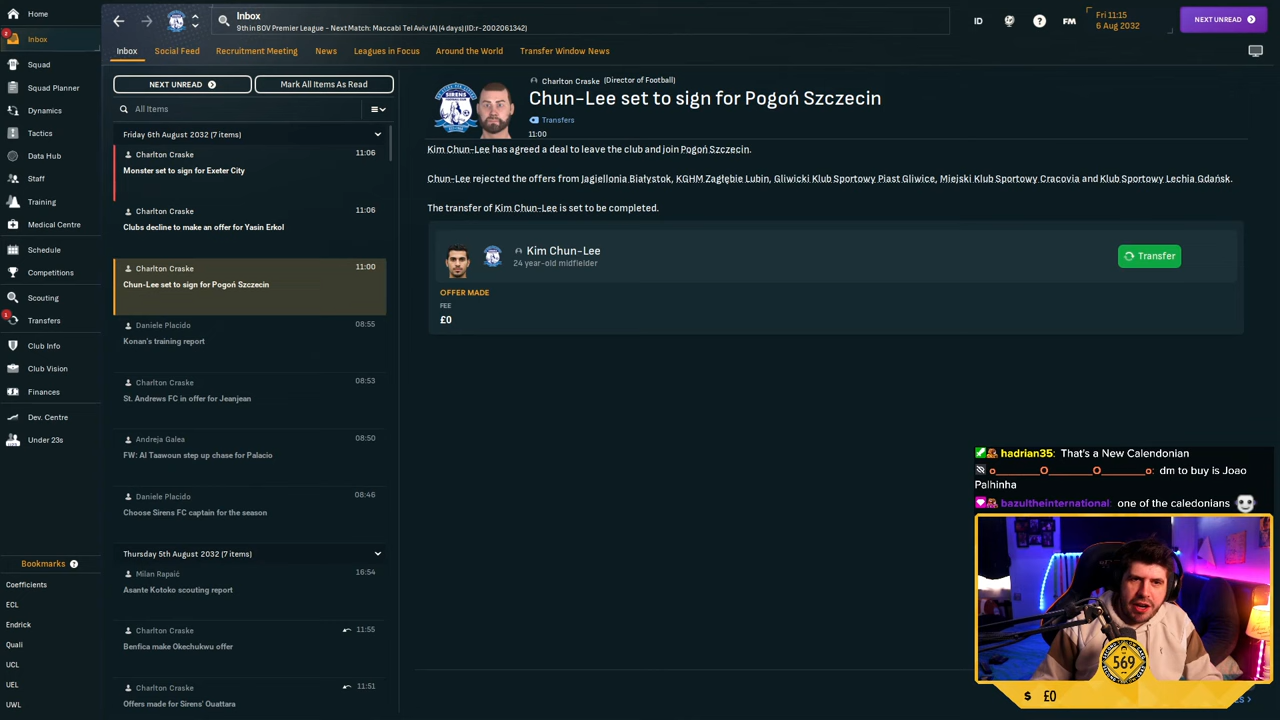 Home
Inbox
Squad
Squad Planner
Dynamics
Tactics
Data Hub
Staff
Training
Medical Centre
Schedule
Competitions
Scouting
Transfers
Club Info
Club Vision
Finances
Dev. Centre
Under 23s
Bookmarks
Coefficients
ECL
Endrick
Quali
UCL
UEL
UWL
2
1
Inbox
9th in BOV Premier League - Next Match: Maccabi Tel Aviv (A) (4 days) (ID:r-2002061342)
ID
FM
Fri 11:15
6 Aug 2032
NEXT UNREAD
Inbox
Social Feed
Recruitment Meeting
News
Leagues in Focus
Around the World
Transfer Window News
NEXT UNREAD
Mark All Items As Read
All Items
Friday 6th August 2032 (7 items)
Charlton Craske 11:06
Monster set to sign for Exeter City
Charlton Craske 11:06
Clubs decline to make an offer for Yasin Erkol
Charlton Craske 11:00
Chun-Lee set to sign for Pogoń Szczecin
Daniele Placido 08:55
Konan's training report
Charlton Craske 08:53
St. Andrews FC in offer for Jeanjean
Andreja Galea 08:50
FW: Al Taawoun step up chase for Palacio
Daniele Placido 08:46
Choose Sirens FC captain for the season
Thursday 5th August 2032 (7 items)
Milan Rapaić 16:54
Asante Kotoko scouting report
Charlton Craske 11:55
Benfica make Okechukwu offer
Charlton Craske 11:51
Offers made for Sirens' Ouattara
SIRENS
Charlton Craske (Director of Football)
Chun-Lee set to sign for Pogoń Szczecin
Transfers
11:00
Kim Chun-Lee has agreed a deal to leave the club and join Pogoń Szczecin.
Chun-Lee rejected the offers from Jagiellonia Białystok, KGHM Zagłębie Lubin, Gliwicki Klub Sportowy Piast Gliwice, Miejski Klub Sportowy Cracovia and Klub Sportowy Lechia Gdańsk.
The transfer of Kim Chun-Lee is set to be completed.
Kim Chun-Lee
24 year-old midfielder
Transfer
OFFER MADE
FEE
£0
hadrian35: That's a New Calendonian
o______O______O______o: dm to buy is Joao
Palhinha
bazultheinternational: one of the caledonians
569
$ £0